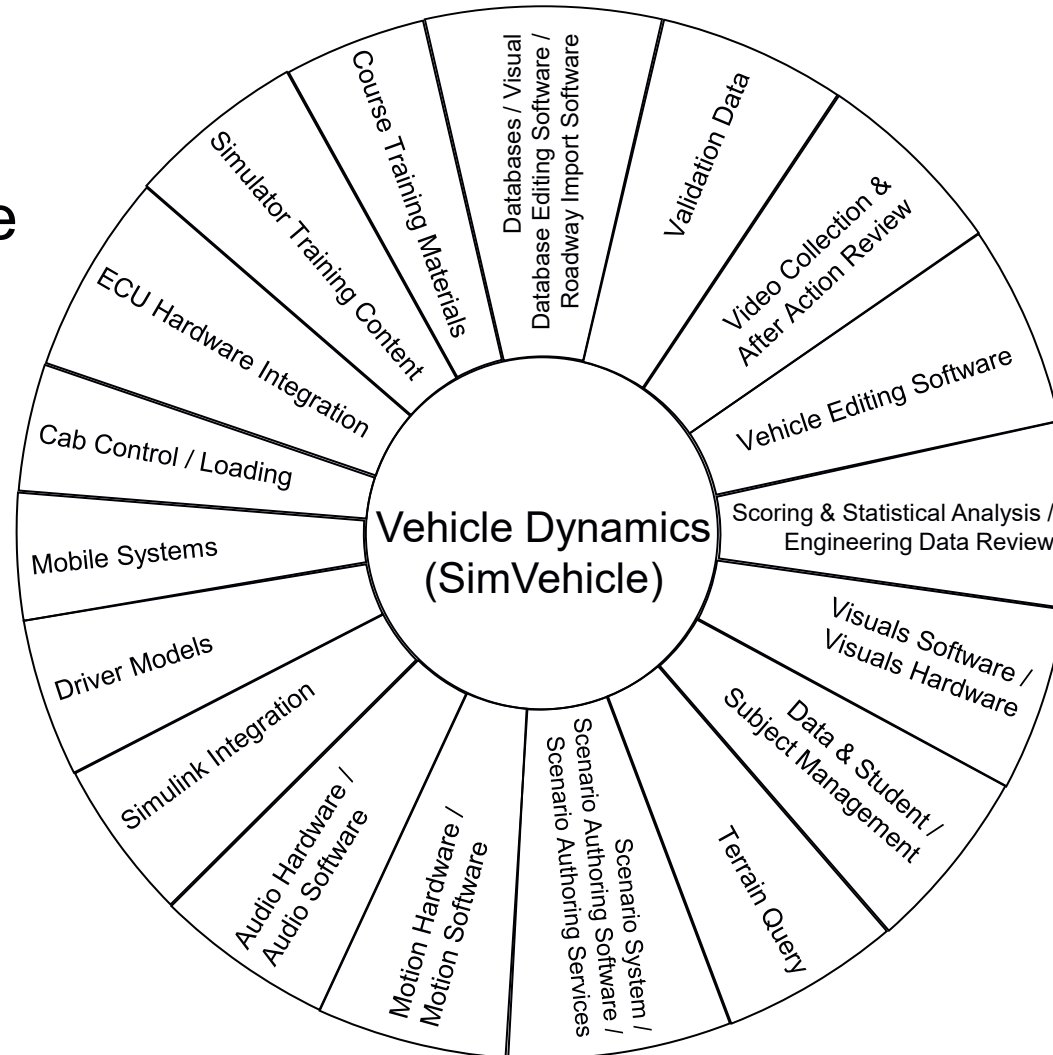 e
Databases / Visual
Database Editing Software /
Roadway Import Software
Validation Data
Video Collection &
After Action Review
Vehicle Editing Software
Scoring & Statistical Analysis /
Engineering Data Review
Visuals Software /
Visuals Hardware
Data & Student /
Subject Management
Terrain Query
Scenario System /
Scenario Authoring Software /
Scenario Authoring Services
Motion Hardware /
Motion Software
Audio Hardware /
Audio Software
Simulink Integration
Driver Models
Mobile Systems
Cab Control / Loading
ECU Hardware Integration
Simulator Training Content
Course Training Materials
Vehicle Dynamics
(SimVehicle)